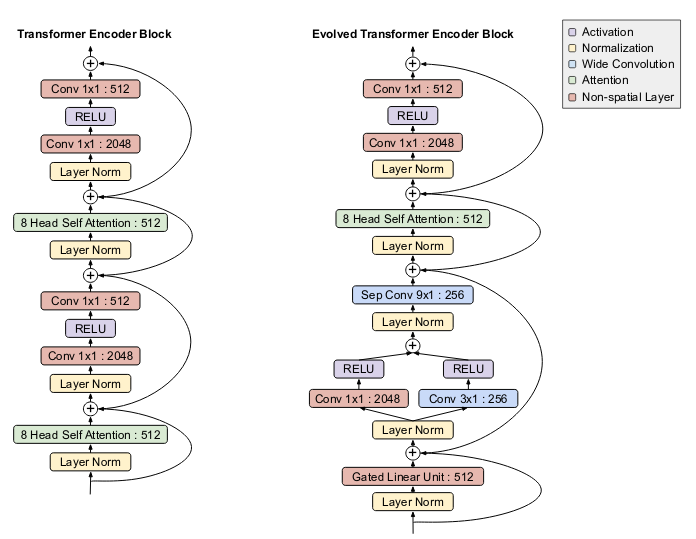 Transformer Encoder Block
Conv 1x1 : 512
RELU
Conv 1x1 : 2048
Layer Norm
8 Head Self Attention : 512
Layer Norm
Conv 1x1 : 512
RELU
Conv 1x1 : 2048
Layer Norm
8 Head Self Attention : 512
Layer Norm
Evolved Transformer Encoder Block
Conv 1x1 : 512
RELU
Conv 1x1 : 2048
Layer Norm
8 Head Self Attention : 512
Layer Norm
Sep Conv 9x1 : 256
Layer Norm
RELU
RELU
Conv 1x1 : 2048
Conv 3x1 : 256
Layer Norm
Gated Linear Unit : 512
Layer Norm
Activation
Normalization
Wide Convolution
Attention
Non-spatial Layer